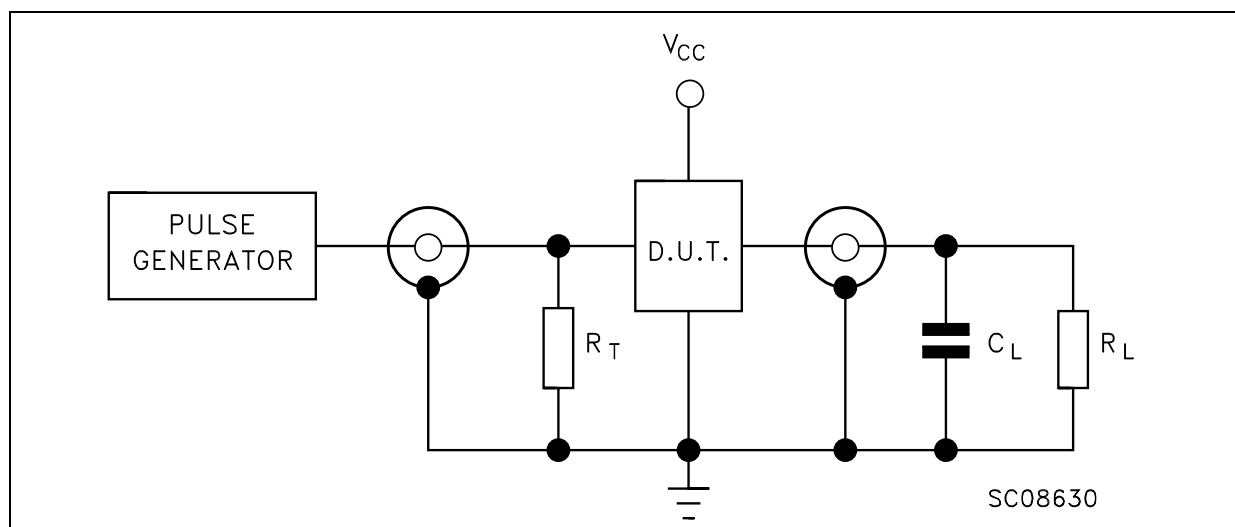 VCC
PULSE
GENERATOR
D.U.T.
RT
CL
RL
SC08630